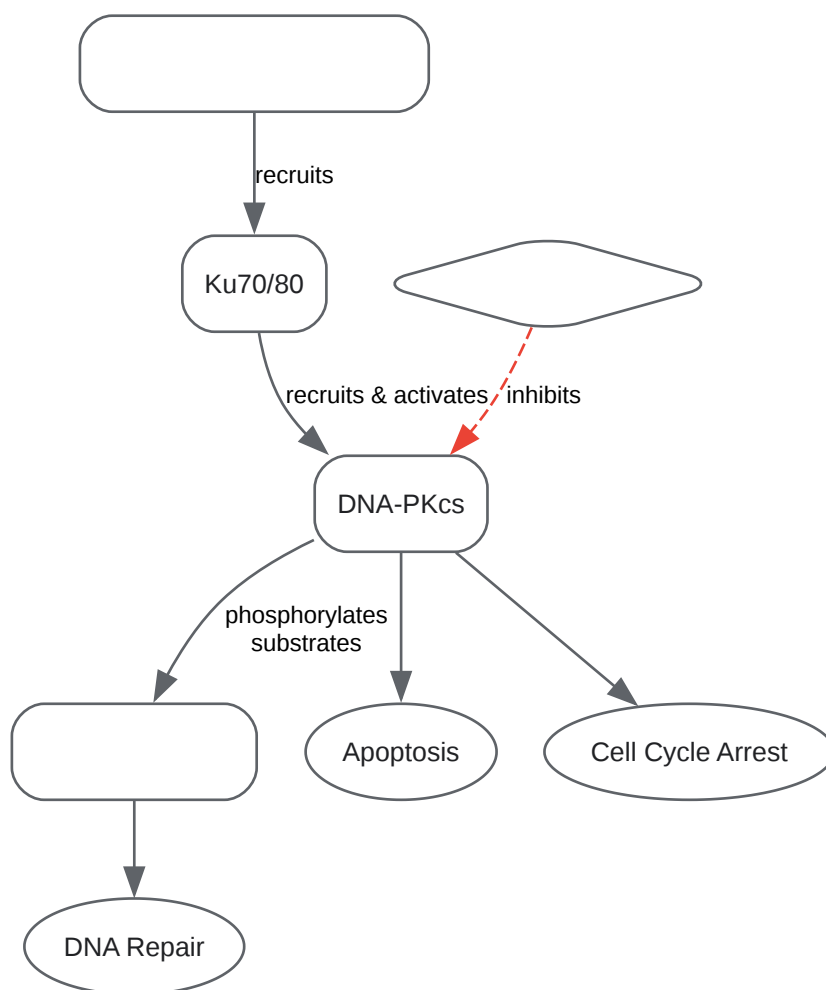 recruits
Ku70/80
recruits & activates
inhibits
DNA-PKcs
phosphorylates
substrates
Apoptosis
Cell Cycle Arrest
DNA Repair